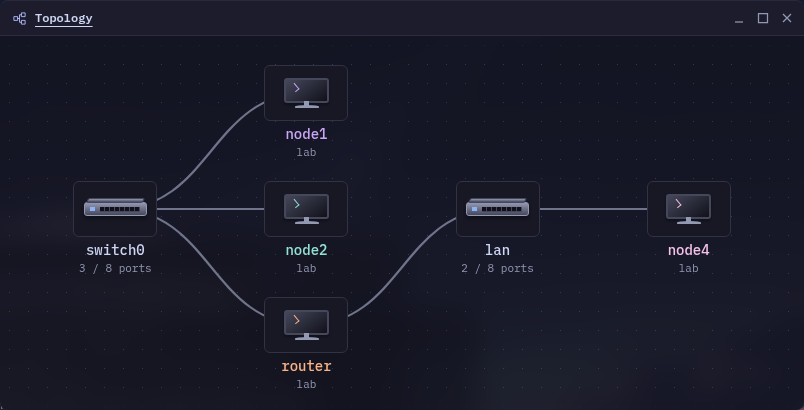 Topology
node1
lab
switch0
3 / 8 ports
node2
lab
lan
2 / 8 ports
node4
lab
router
lab